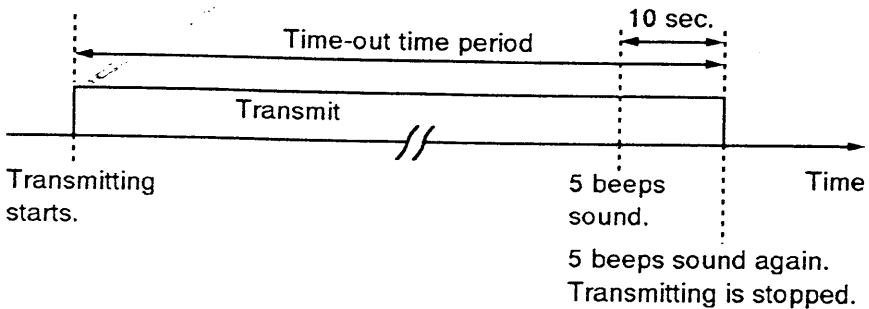 10 sec.
Time-out time period
Transmit
Transmitting
starts.
5 beeps
sound.
Time
5 beeps sound again.
Transmitting is stopped.